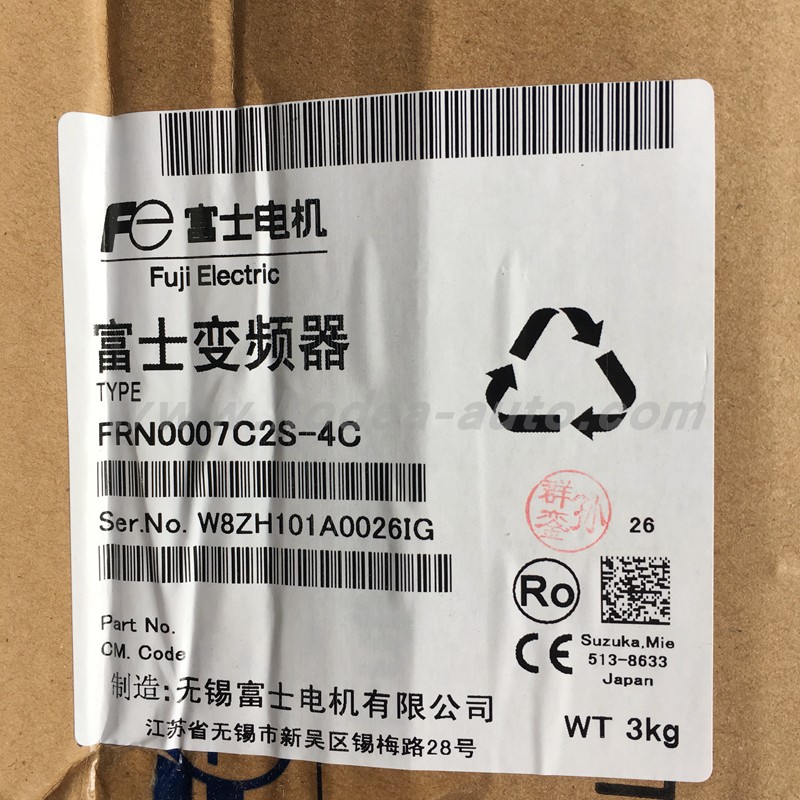 Fe 富士电机
Fuji Electric
富士变频器
TYPE
FRN0007C2S-4C
Ser.No. W8ZH101A0026IG
26
Ro
CE
Suzuka,Mie
513-8633
Japan
Part No.
CM. Code
制造:无锡富士电机有限公司
江苏省无锡市新吴区锡梅路28号
WT 3kg